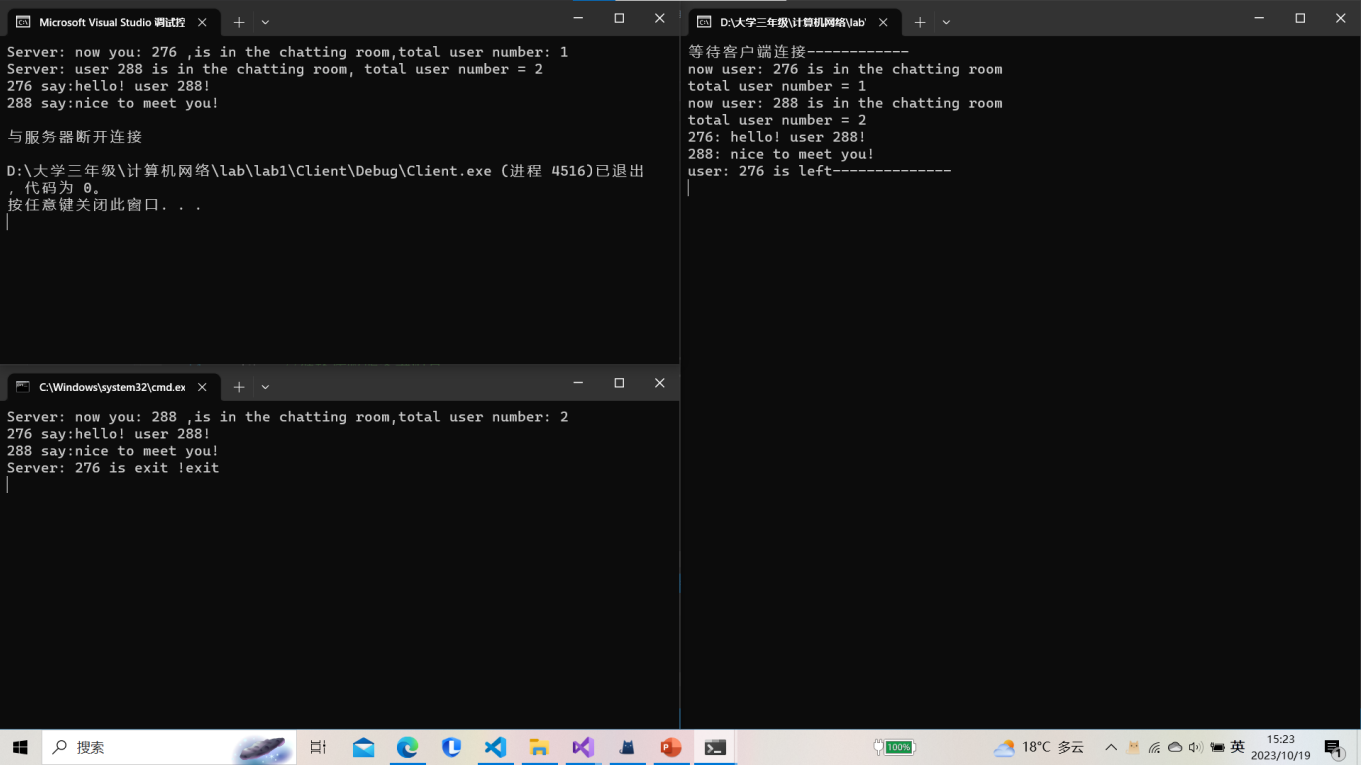 Microsoft Visual Studio 调试控
Server: now you: 276 ,is in the chatting room,total user number: 1
Server: user 288 is in the chatting room, total user number = 2
276 say:hello! user 288!
288 say:nice to meet you!
与服务器断开连接
D:\大学三年级\计算机网络\lab\lab1\Client\Debug\Client.exe (进程 4516)已退出
，代码为 0。
按任意键关闭此窗口. . .
C:\Windows\system32\cmd.ex
Server: now you: 288 ,is in the chatting room,total user number: 2
276 say:hello! user 288!
288 say:nice to meet you!
Server: 276 is exit !exit
D:\大学三年级\计算机网络\lab'
等待客户端连接------------
now user: 276 is in the chatting room
total user number = 1
now user: 288 is in the chatting room
total user number = 2
276: hello! user 288!
288: nice to meet you!
user: 276 is left--------------
搜索
100%
18°C 多云
英
15:23
2023/10/19
1